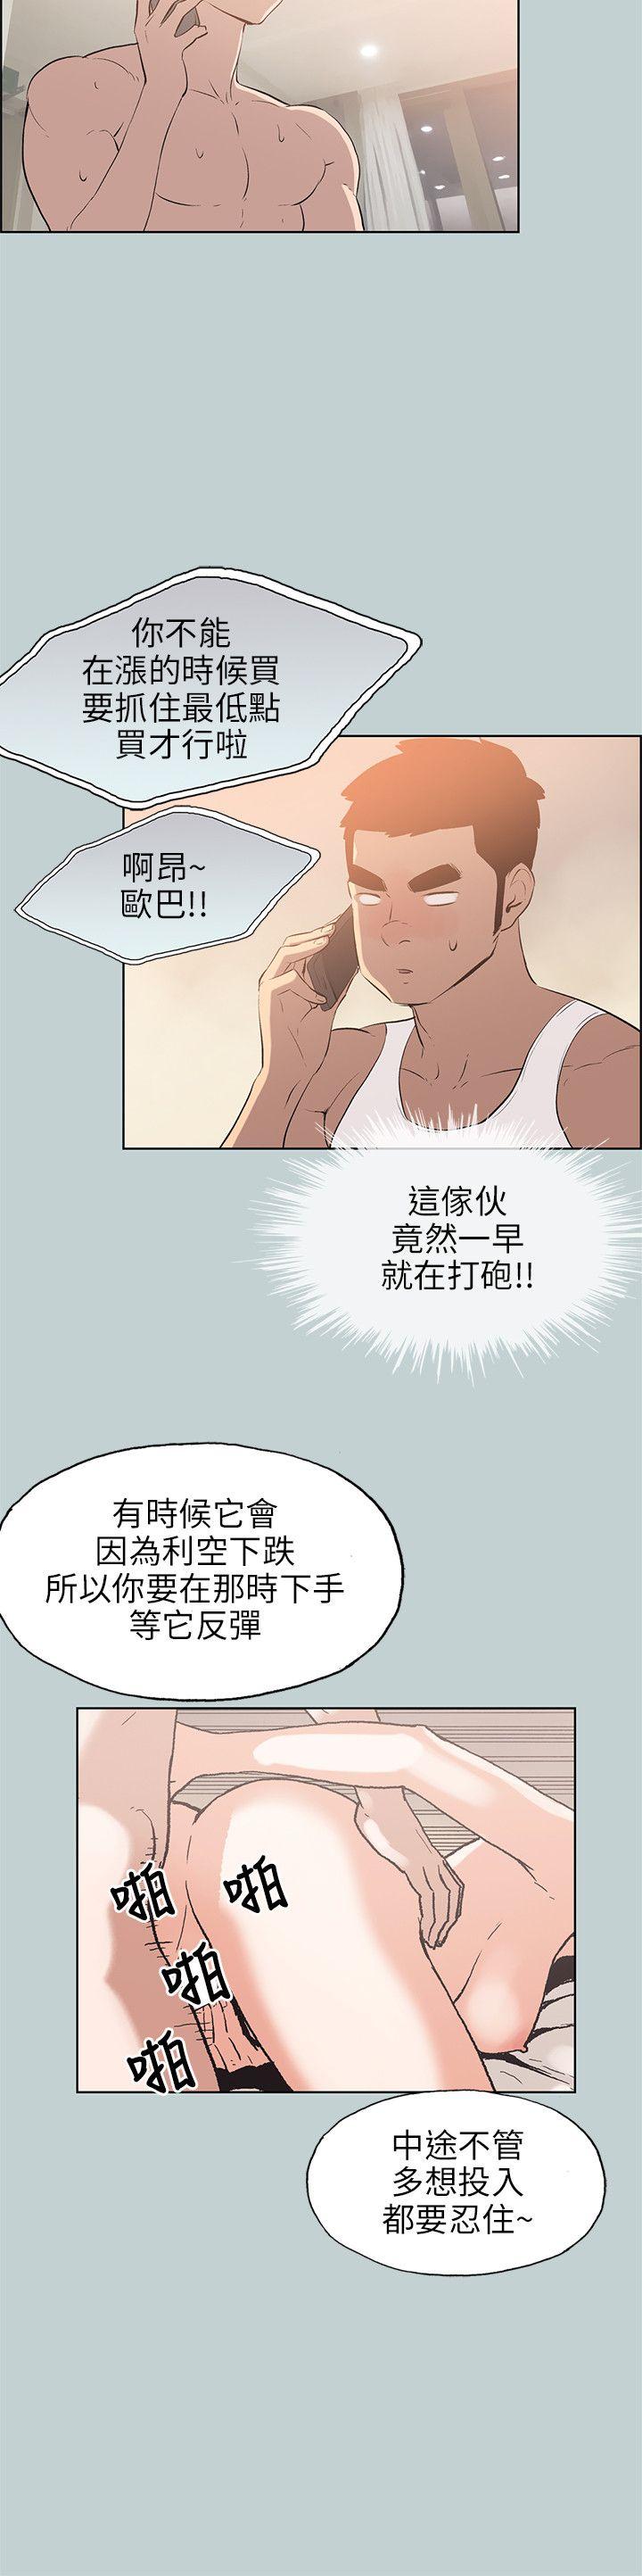 你不能
在漲的時候買
要抓住最低點
買才行啦
啊昂~
歐巴!!
這傢伙
竟然一早
就在打砲!!
有時候它會
因為利空下跌
所以你要在那時下手
等它反彈
啪
啪
啪
啪
中途不管
多想投入
都要忍住~